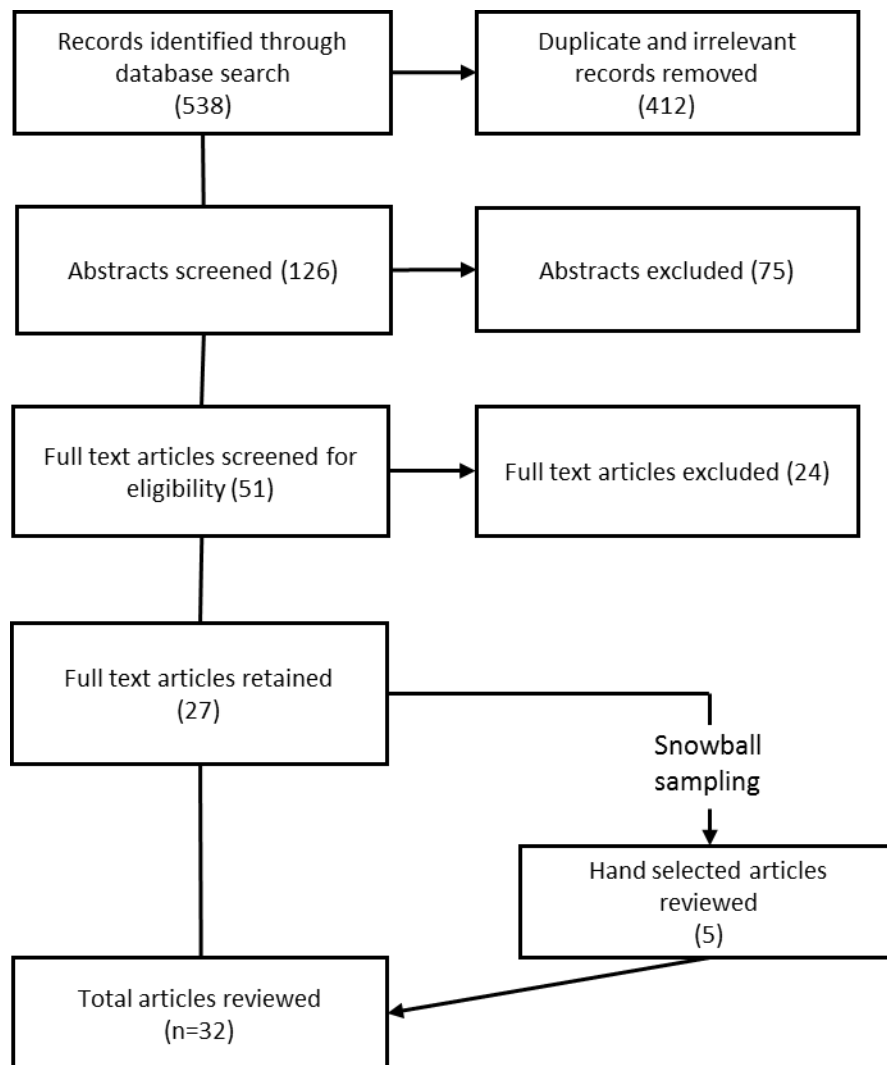 Records identified through
database search
(538)
Duplicate and irrelevant
records removed
(412)
Abstracts screened (126)
Abstracts excluded (75)
Full text articles screened for
eligibility (51)
Full text articles excluded (24)
Full text articles retained
(27)
Snowball
sampling
Hand selected articles
reviewed
(5)
Total articles reviewed
(n=32)